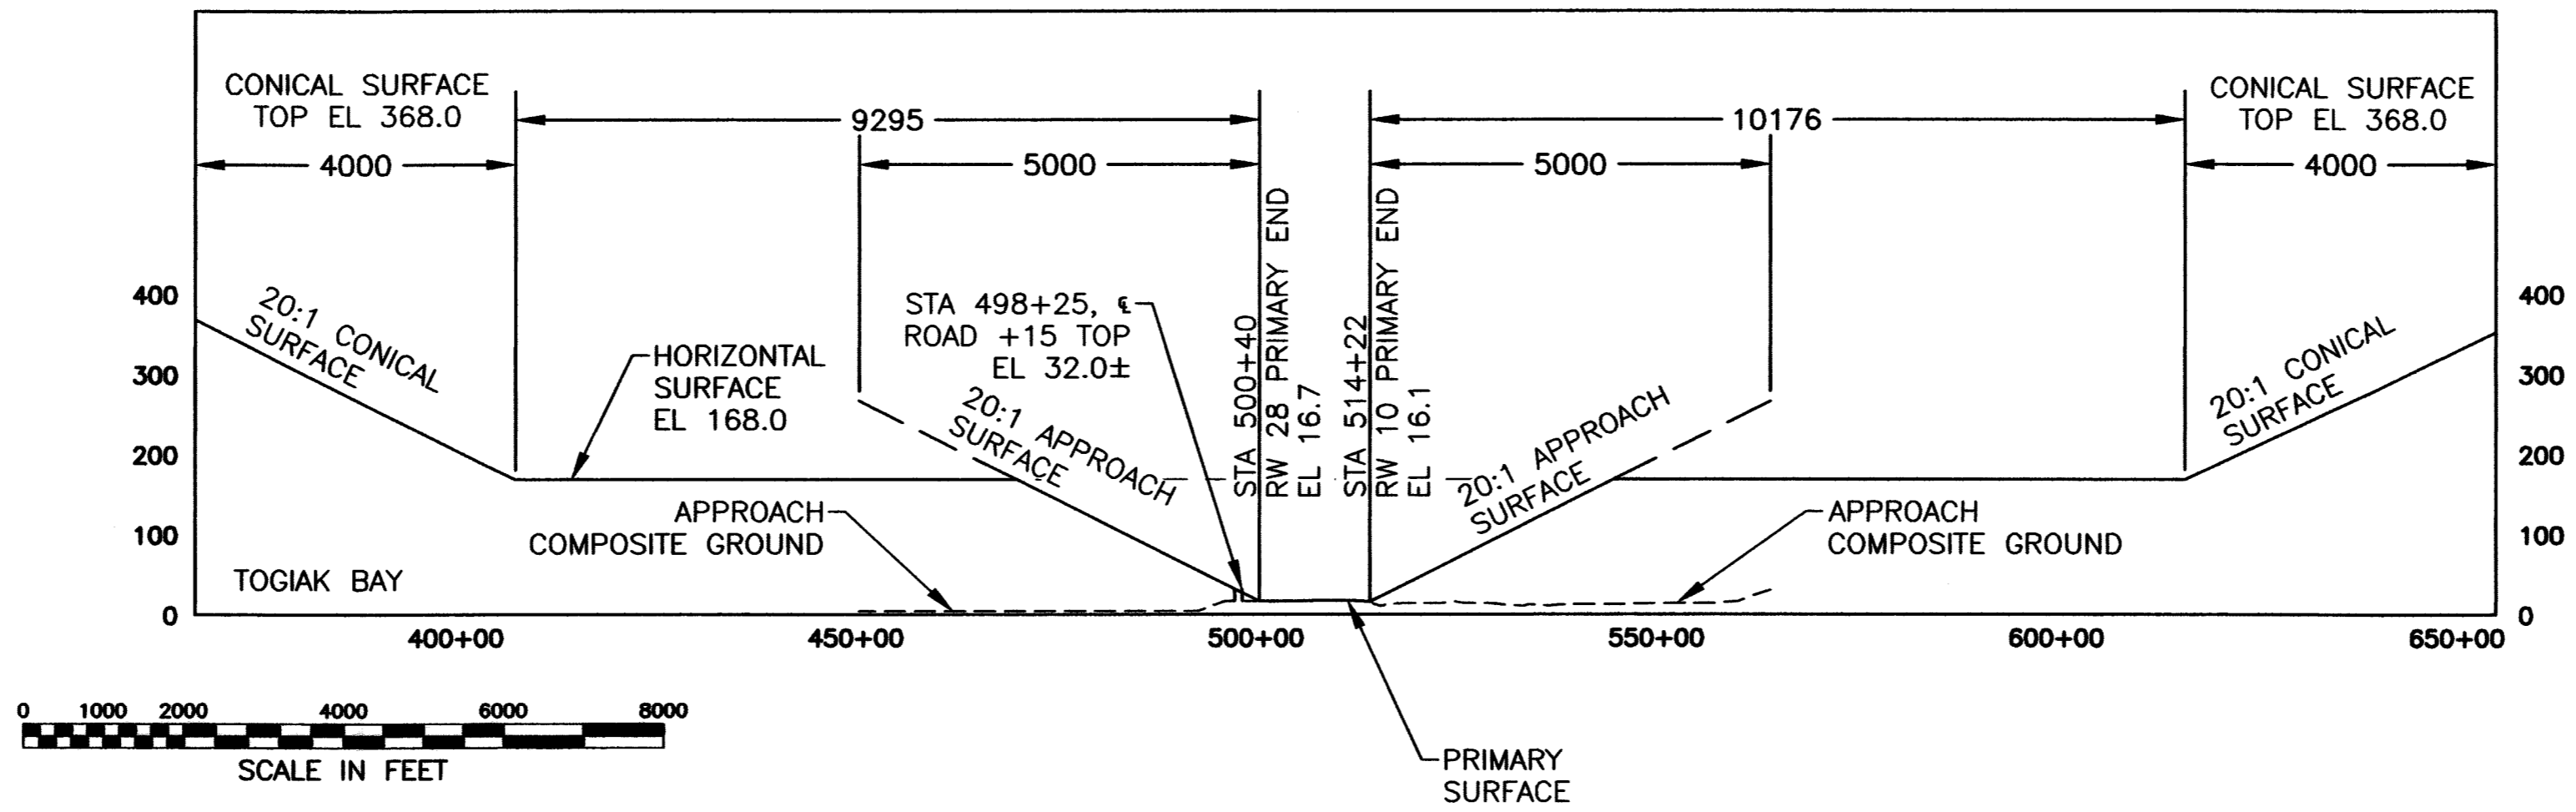 CONICAL SURFACE
TOP EL 368.0
CONICAL SURFACE
TOP EL 368.0
9295
10176
4000
5000
5000
4000
400
300
200
100
0
400
300
200
100
0
20:1 CONICAL
SURFACE
HORIZONTAL
SURFACE
EL 168.0
STA 498+25, ℄
ROAD +15 TOP
EL 32.0±
20:1 APPROACH
SURFACE
STA 500+40
RW 28 PRIMARY END
EL 16.7
STA 514+22
RW 10 PRIMARY END
EL 16.1
20:1 APPROACH
SURFACE
20:1 CONICAL
SURFACE
APPROACH
COMPOSITE GROUND
APPROACH
COMPOSITE GROUND
TOGIAK BAY
400+00
450+00
500+00
550+00
600+00
650+00
0 1000 2000 4000 6000 8000
SCALE IN FEET
PRIMARY
SURFACE